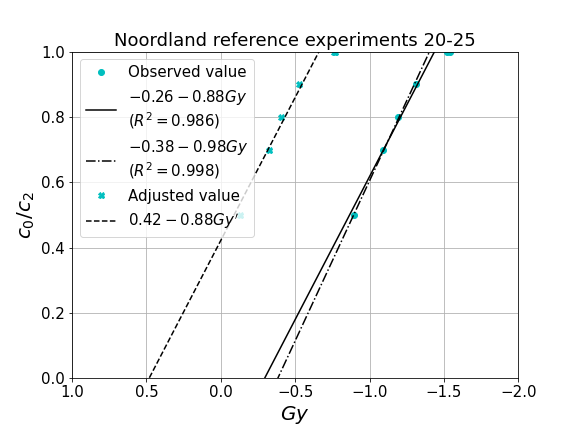 Noordland reference experiments 20-25
1.0
0.8
0.6
0.4
0.2
0.0
c₀/c₂
Observed value
−0.26 − 0.88Gy
(R² = 0.986)
−0.38 − 0.98Gy
(R² = 0.998)
Adjusted value
0.42 − 0.88Gy
1.0 0.5 0.0 −0.5 −1.0 −1.5 −2.0
Gy